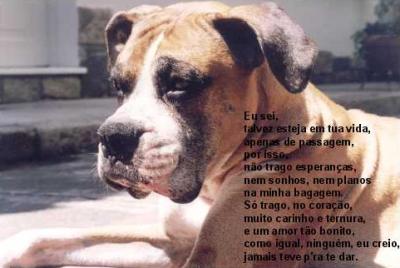 Eu sei,
talvez esteja em tua vida,
apenas de passagem,
por isso,
não trago esperanças,
nem sonhos, nem planos
na minha bagagem.
Só trago, no coração,
muito carinho e ternura,
e um amor tão bonito,
como igual, ninguém, eu creio,
jamais teve p'ra te dar.